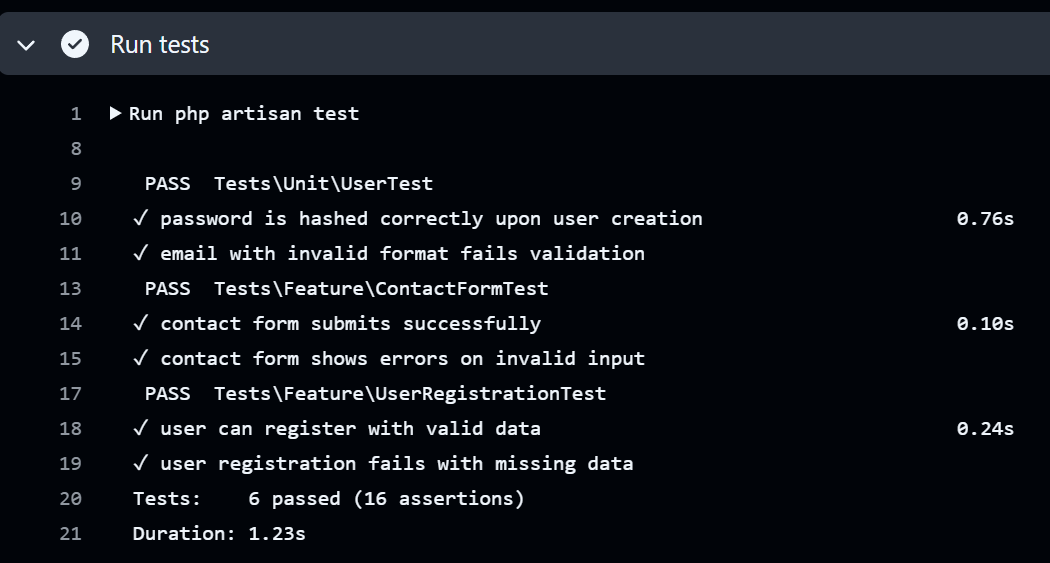 Run tests
1 Run php artisan test
8
9 PASS Tests\Unit\UserTest
10 ✓ password is hashed correctly upon user creation 0.76s
11 ✓ email with invalid format fails validation
13 PASS Tests\Feature\ContactFormTest
14 ✓ contact form submits successfully 0.10s
15 ✓ contact form shows errors on invalid input
17 PASS Tests\Feature\UserRegistrationTest
18 ✓ user can register with valid data 0.24s
19 ✓ user registration fails with missing data
20 Tests: 6 passed (16 assertions)
21 Duration: 1.23s